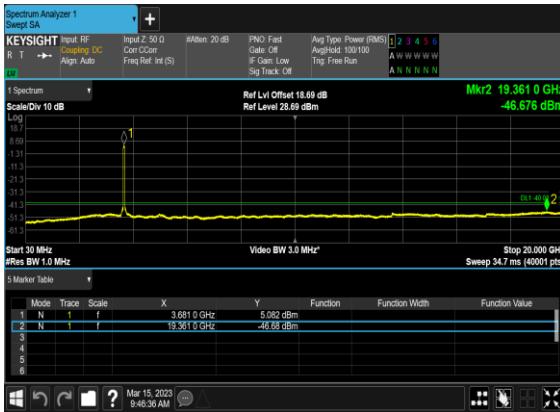 Spectrum Analyzer 1
Swept SA
KEYSIGHT
R T
Input: RF
Coupling: DC
Align: Auto
Input Z: 50 Ω
Corr CCorr
Freq Ref: Int (S)
#Atten: 20 dB
PNO: Fast
Gate: Off
IF Gain: Low
Sig Track: Off
Avg Type: Power (RMS)
Avg|Hold: 100/100
Trig: Free Run
1 2 3 4 5 6
A W W W W W
A N N N N N
1 Spectrum
Scale/Div 10 dB
Ref Lvl Offset 18.69 dB
Ref Level 28.69 dBm
Mkr2 19.361 0 GHz
-46.676 dBm
Log
18.7
8.69
-1.31
-11.3
-21.3
-31.3
-41.3
-51.3
-61.3
1
2
Start 30 MHz
#Res BW 1.0 MHz
Video BW 3.0 MHz*
Stop 20.000 GH
Sweep 34.7 ms (40001 pts
5 Marker Table
Mode Trace Scale X Y Function Function Width Function Value
1 N 1 f 3.681 0 GHz 5.082 dBm
2 N 1 f 19.361 0 GHz -46.68 dBm
3
4
5
6
?
Mar 15, 2023
9:46:36 AM